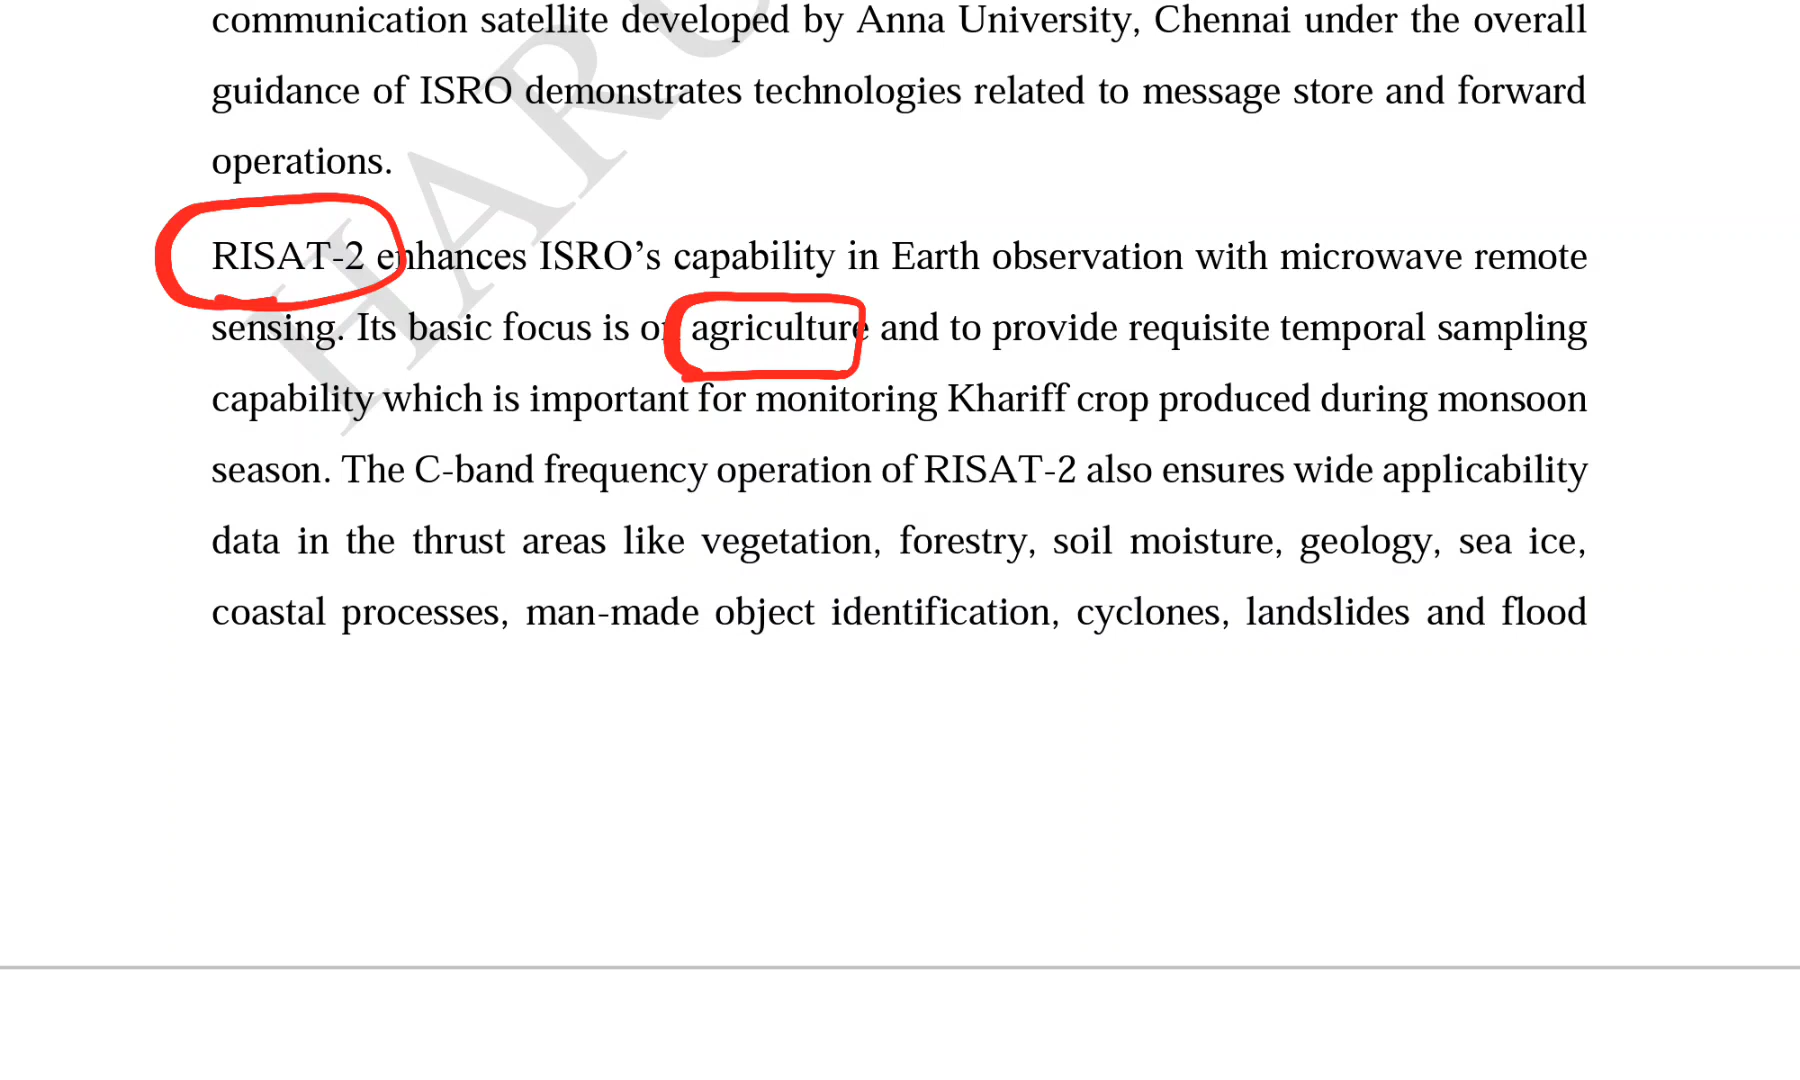 communication satellite developed by Anna University, Chennai under the overall
guidance of ISRO demonstrates technologies related to message store and forward
operations.
RISAT-2 enhances ISRO’s capability in Earth observation with microwave remote
sensing. Its basic focus is on agriculture and to provide requisite temporal sampling
capability which is important for monitoring Khariff crop produced during monsoon
season. The C-band frequency operation of RISAT-2 also ensures wide applicability
data in the thrust areas like vegetation, forestry, soil moisture, geology, sea ice,
coastal processes, man-made object identification, cyclones, landslides and flood